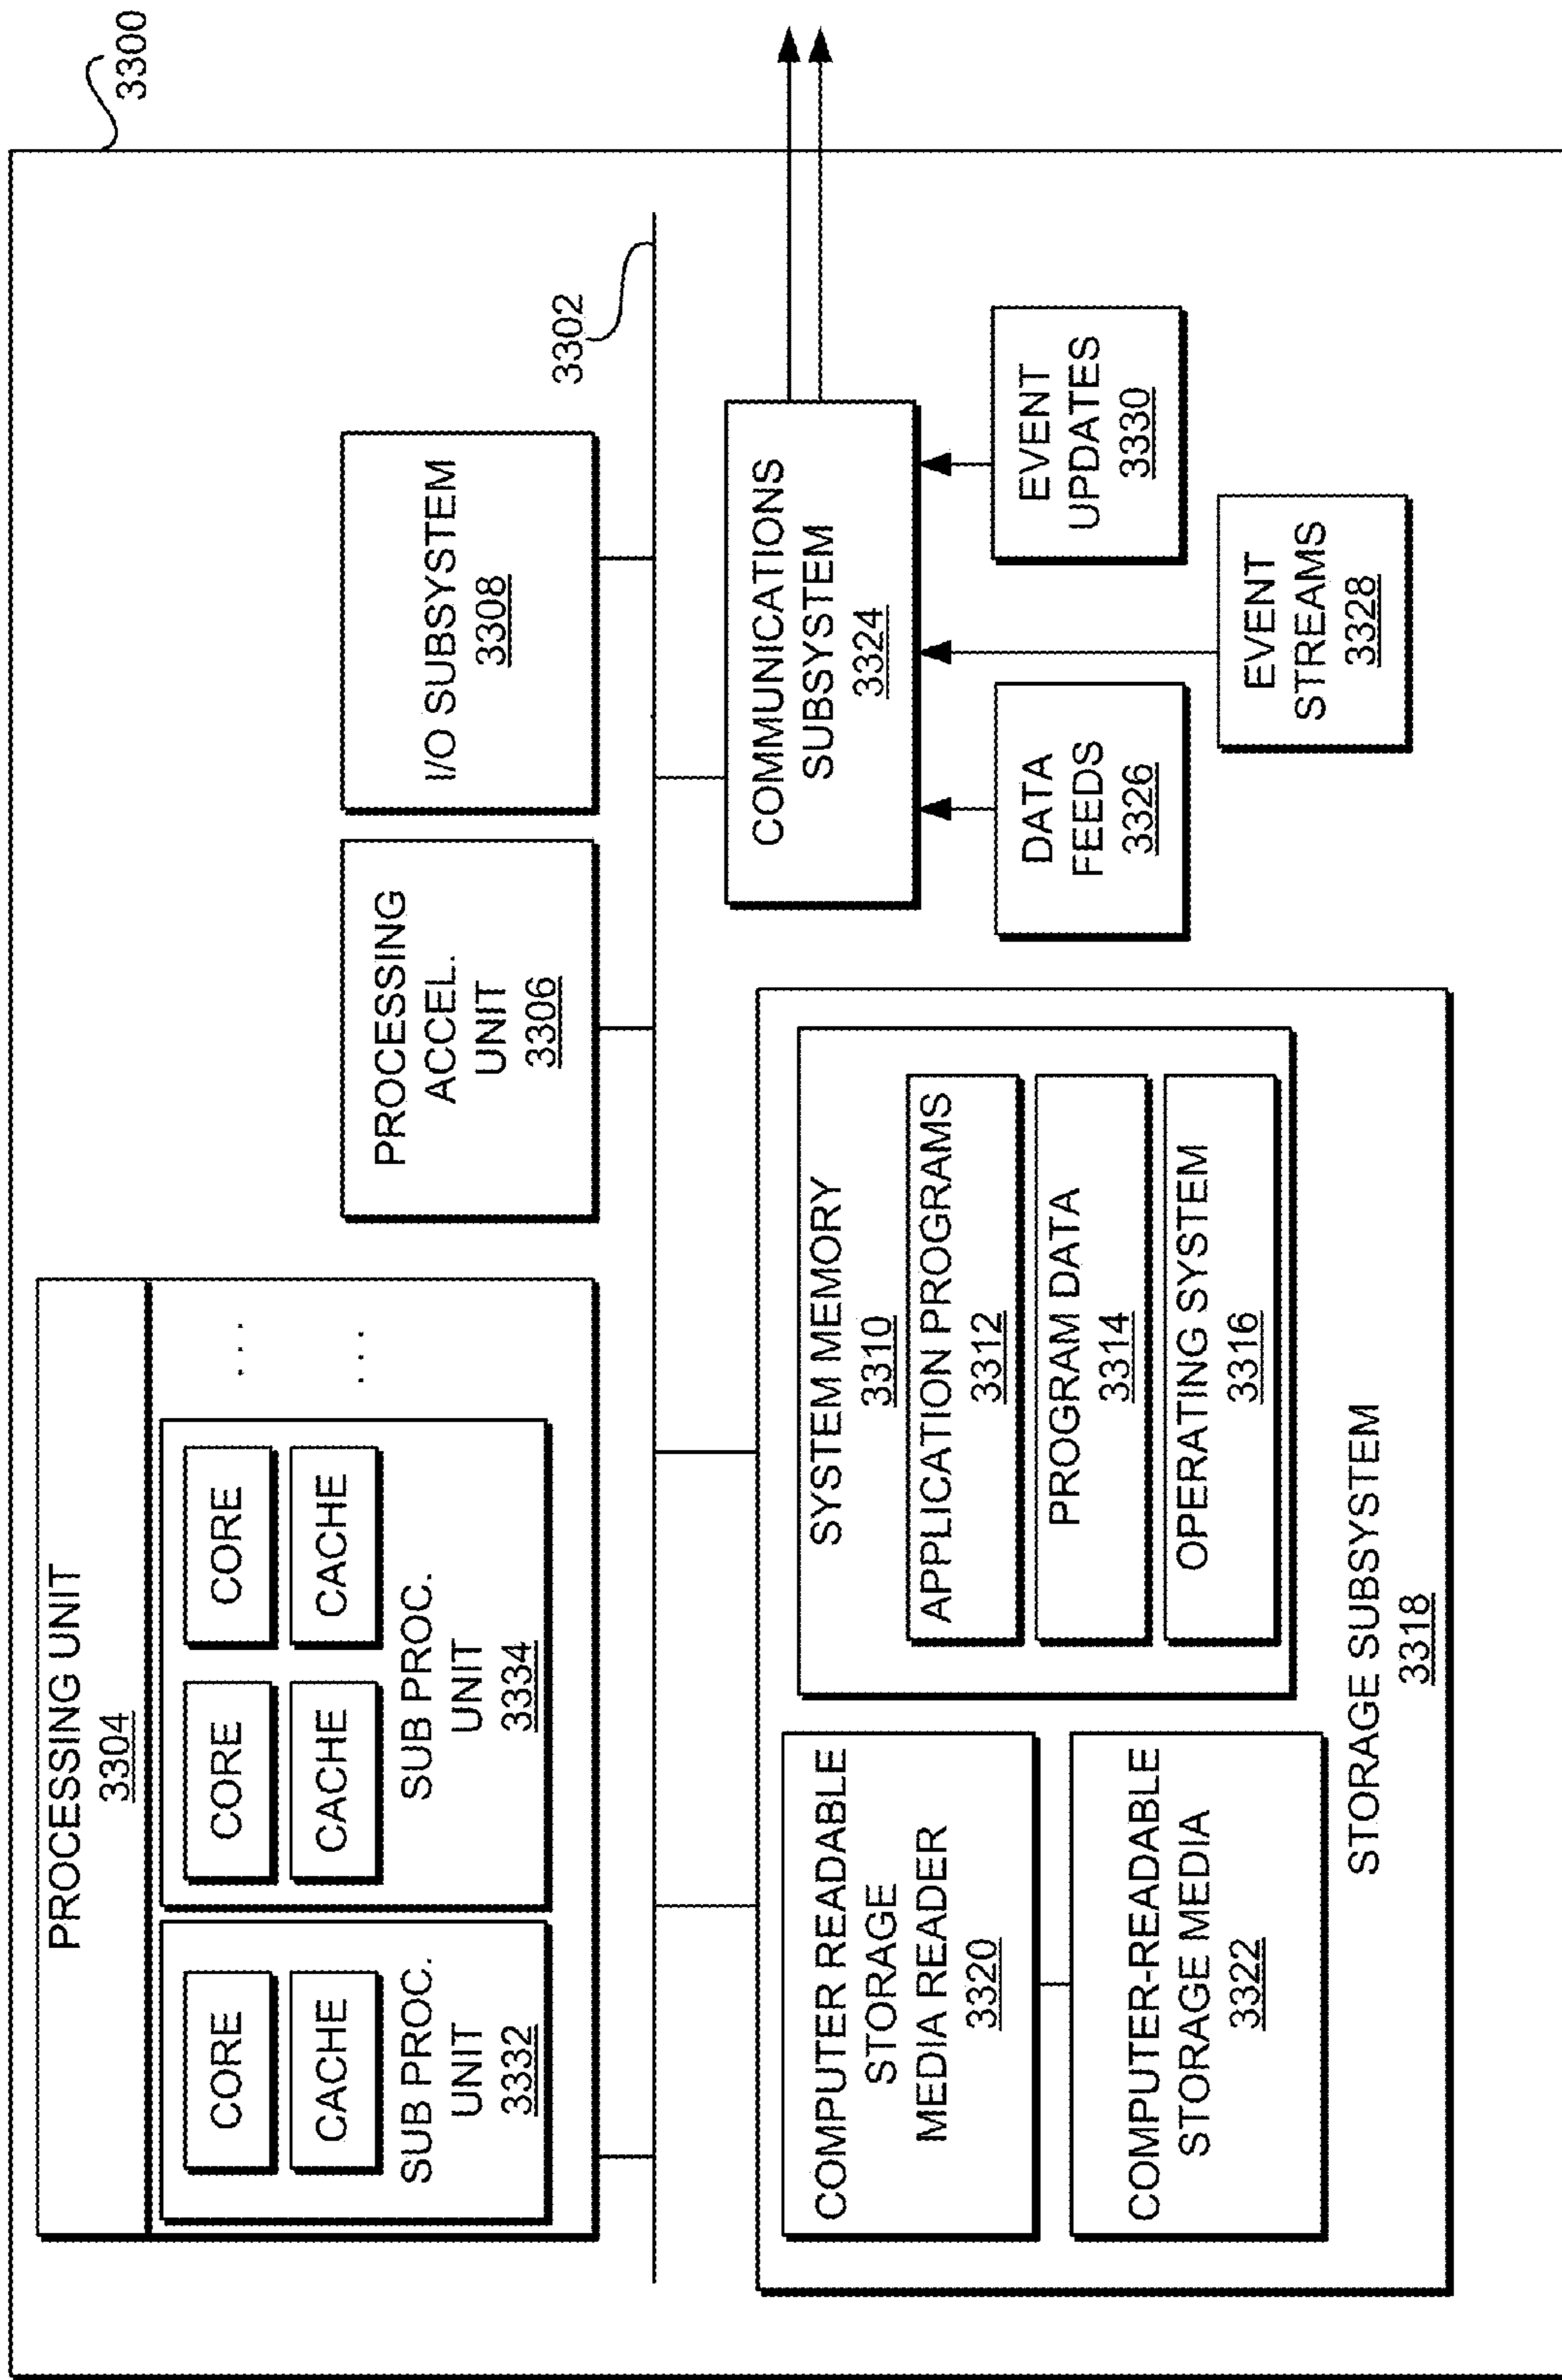 3300
PROCESSING UNIT
3304
CORE
CACHE
SUB PROC.
UNIT
3332
CORE
CORE
CACHE
CACHE
SUB PROC.
UNIT
3334
. . .
. . .
PROCESSING
ACCEL.
UNIT
3306
I/O SUBSYSTEM
3308
3302
COMPUTER READABLE
STORAGE
MEDIA READER
3320
COMPUTER-READABLE
STORAGE MEDIA
3322
SYSTEM MEMORY
3310
APPLICATION PROGRAMS
3312
PROGRAM DATA
3314
OPERATING SYSTEM
3316
STORAGE SUBSYSTEM
3318
COMMUNICATIONS
SUBSYSTEM
3324
DATA
FEEDS
3326
EVENT
STREAMS
3328
EVENT
UPDATES
3330